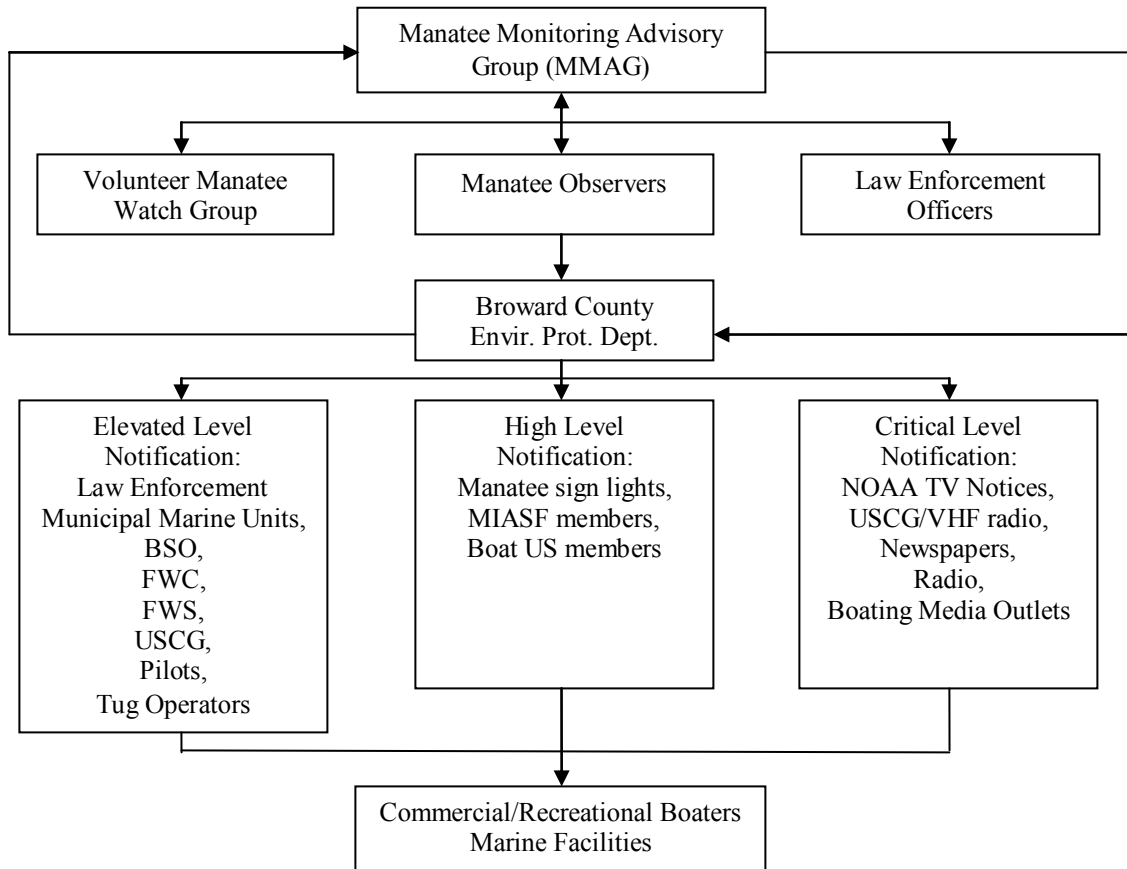 Manatee Monitoring Advisory
Group (MMAG)
Volunteer Manatee
Watch Group
Manatee Observers
Law Enforcement
Officers
Broward County
Envir. Prot. Dept.
Elevated Level
Notification:
Law Enforcement
Municipal Marine Units,
BSO,
FWC,
FWS,
USCG,
Pilots,
Tug Operators
High Level
Notification:
Manatee sign lights,
MIASF members,
Boat US members
Critical Level
Notification:
NOAA TV Notices,
USCG/VHF radio,
Newspapers,
Radio,
Boating Media Outlets
Commercial/Recreational Boaters
Marine Facilities